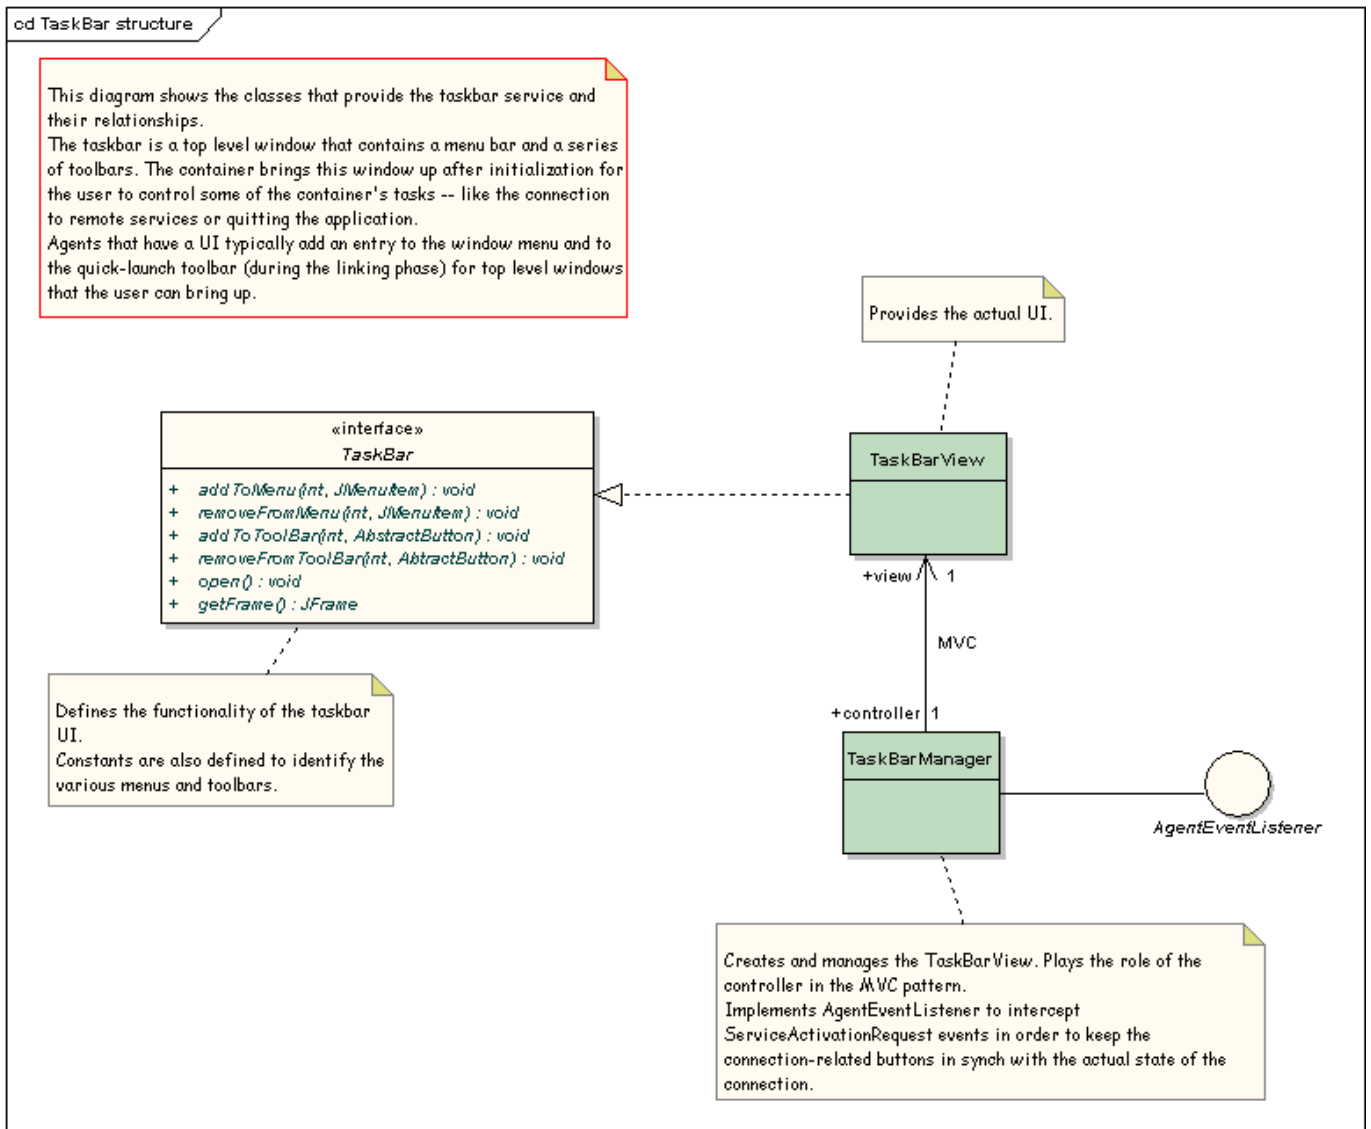 cd TaskBar structure
This diagram shows the classes that provide the taskbar service and
their relationships.
The taskbar is a top level window that contains a menu bar and a series
of toolbars. The container brings this window up after initialization for
the user to control some of the container's tasks -- like the connection
to remote services or quitting the application.
Agents that have a UI typically add an entry to the window menu and to
the quick-launch toolbar (during the linking phase) for top level windows
that the user can bring up.
Provides the actual UI.
«interface»
TaskBar
+ addToMenu(int, JMenuItem) : void
+ removeFromMenu(int, JMenuItem) : void
+ addToToolBar(int, AbstractButton) : void
+ removeFromToolBar(int, AbtractButton) : void
+ open() : void
+ getFrame() : JFrame
TaskBarView
+view 1
MVC
+controller 1
Defines the functionality of the taskbar
UI.
Constants are also defined to identify the
various menus and toolbars.
TaskBarManager
AgentEventListener
Creates and manages the TaskBarView. Plays the role of the
controller in the MVC pattern.
Implements AgentEventListener to intercept
ServiceActivationRequest events in order to keep the
connection-related buttons in synch with the actual state of the
connection.